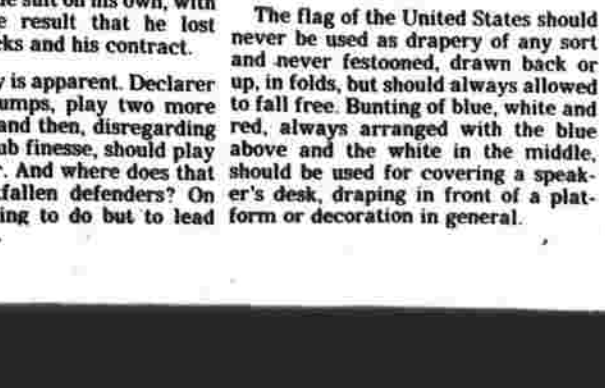 suit on his own, with
result that he lost
and his contract.
is apparent. Declarer
play two more
and then, disregarding
finesse, should play
And where does that
fallen defenders? On
to do but to lead
The flag of the United States should
never be used as drapery of any sort
and never festooned, drawn back or
up, in folds, but should always allowed
to fall free. Bunting of blue, white and
red, always arranged with the blue
above and the white in the middle,
should be used for covering a speak-
er's desk, draping in front of a plat-
form or decoration in general.